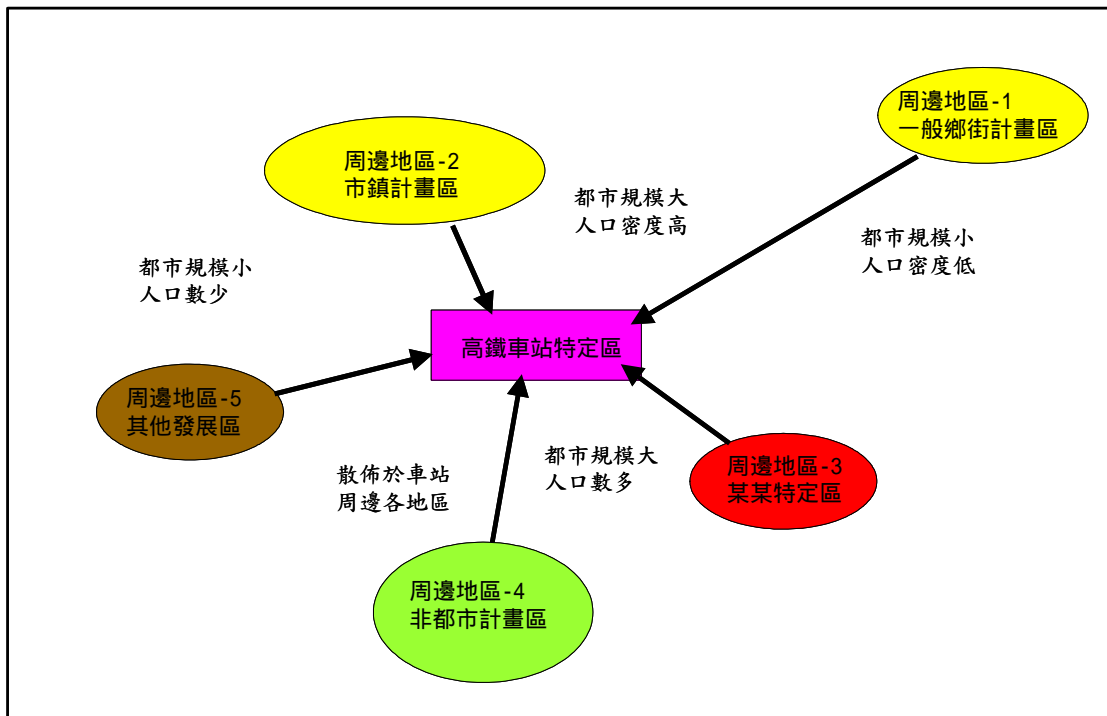 周邊地區-1
一般鄉街計畫區
周邊地區-2
市鎮計畫區
都市規模大
人口密度高
都市規模小
人口密度低
都市規模小
人口數少
高鐵車站特定區
周邊地區-5
其他發展區
都市規模大
人口數多
周邊地區-3
某某特定區
散佈於車站
周邊各地區
周邊地區-4
非都市計畫區